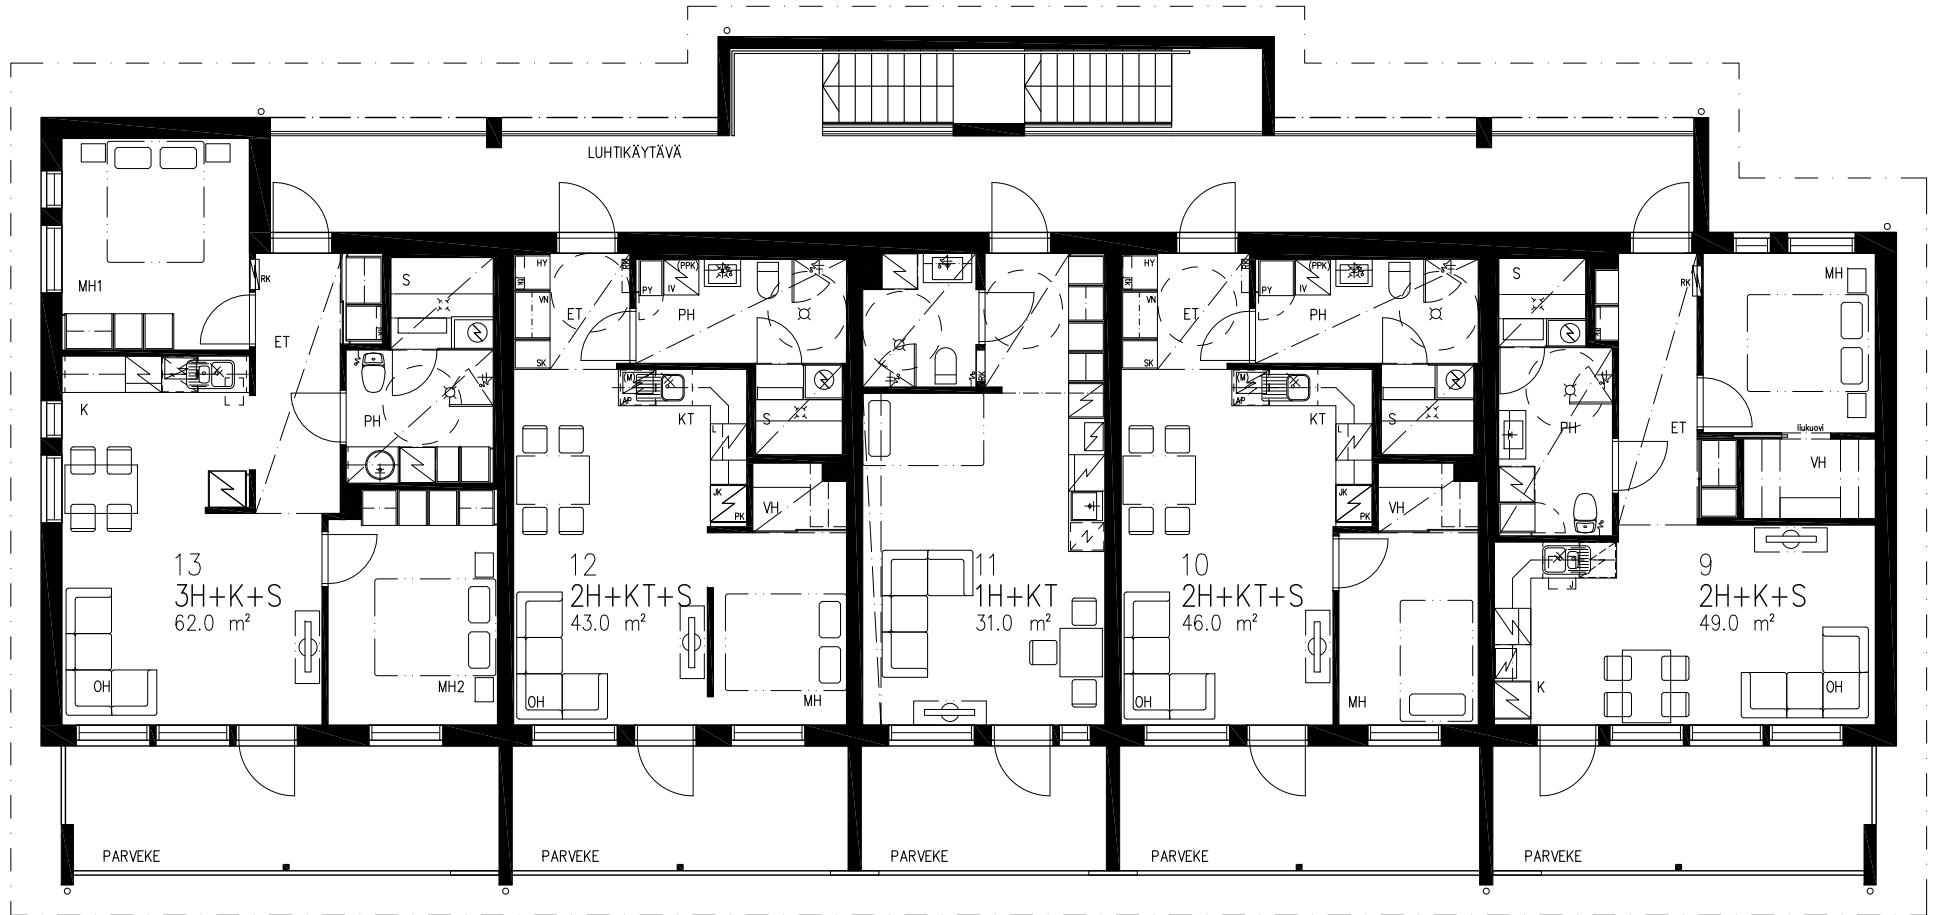 LUHTIKÄYTÄVÄ
MH1
RK
ET
S
K
PH
13
3H+K+S
62.0 m²
OH
MH2
PARVEKE
HY
VN
SK
RK
ET
PY
(PPK)
IV
PH
(M)
AP
KT
L
S
JK
PK
VH
12
2H+KT+S
43.0 m²
OH
MH
PARVEKE
RK
11
1H+KT
31.0 m²
PARVEKE
HY
VN
SK
RK
ET
PY
(PPK)
IV
PH
(M)
AP
KT
L
S
JK
PK
VH
10
2H+KT+S
46.0 m²
OH
MH
PARVEKE
S
RK
MH
PH
ET
liukuovi
VH
J
9
2H+K+S
49.0 m²
K
OH
PARVEKE